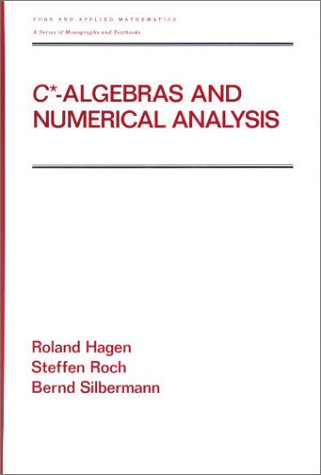 PURE AND APPLIED MATHEMATICS
A Series of Monographs and Textbooks
C*-ALGEBRAS AND
NUMERICAL ANALYSIS
Roland Hagen
Steffen Roch
Bernd Silbermann